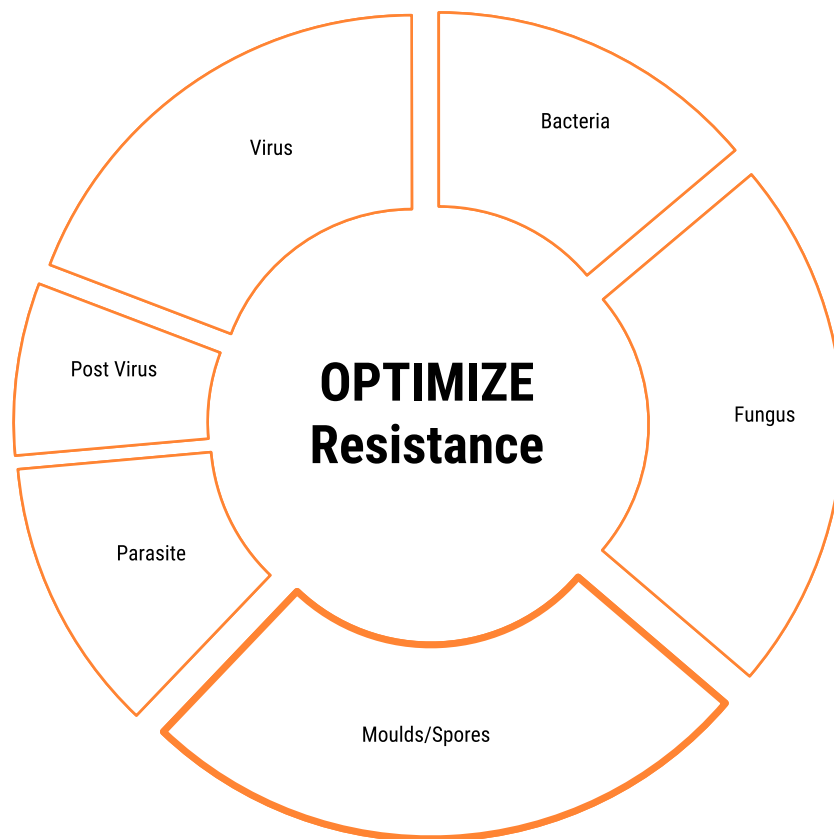 Bacteria
Virus
Post Virus
OPTIMIZE
Resistance
Fungus
Parasite
Moulds/Spores